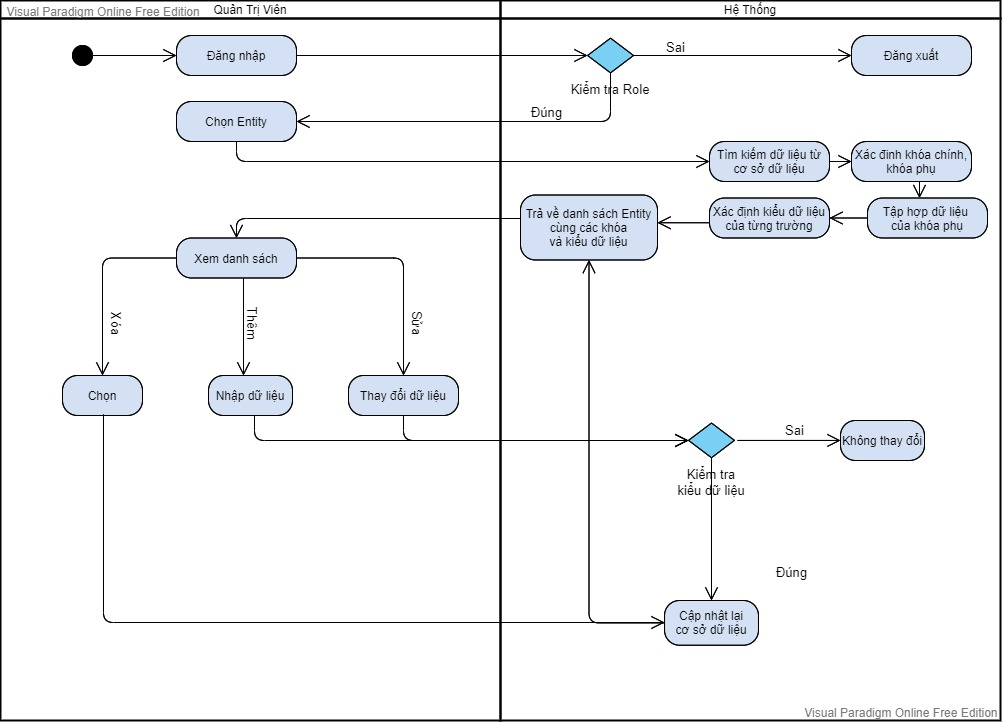 Visual Paradigm Online Free Edition
Quản Trị Viên
Hệ Thống
Đăng nhập
Sai
Đăng xuất
Kiểm tra Role
Đúng
Chọn Entity
Tìm kiếm dữ liệu từ
cơ sở dữ liệu
Xác đinh khóa chính,
khóa phụ
Trả về danh sách Entity
cùng các khóa
và kiểu dữ liệu
Xác định kiểu dữ liệu
của từng trường
Tập hợp dữ liệu
của khóa phụ
Xem danh sách
Xóa
Thêm
Sửa
Chọn
Nhập dữ liệu
Thay đổi dữ liệu
Sai
Không thay đổi
Kiểm tra
kiểu dữ liệu
Đúng
Cập nhật lại
cơ sở dữ liệu
Visual Paradigm Online Free Edition